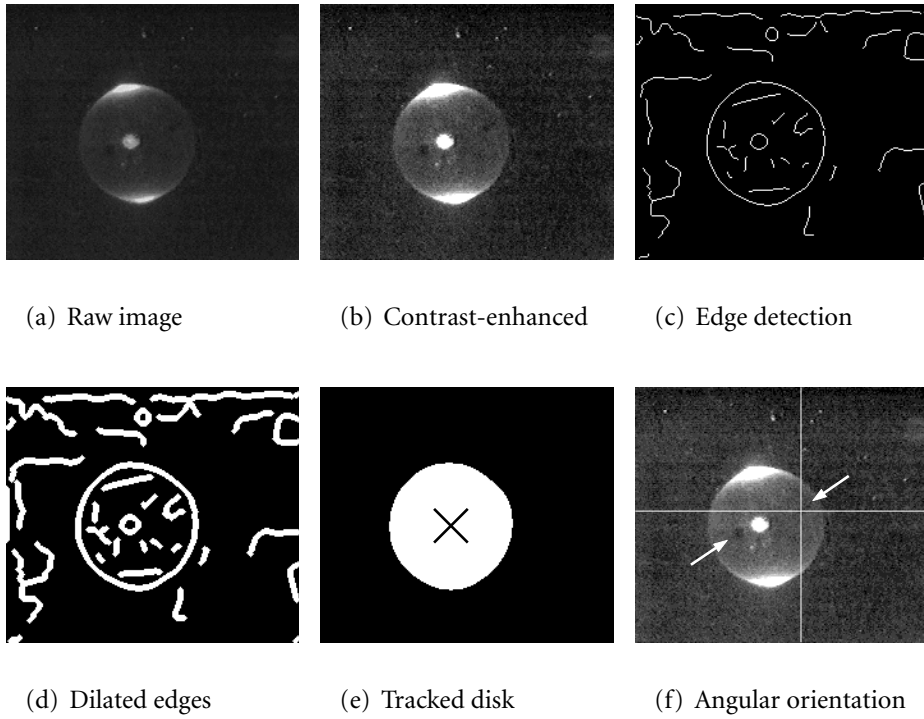 (a) Raw image
(b) Contrast-enhanced
(c) Edge detection
(d) Dilated edges
(e) Tracked disk
(f) Angular orientation